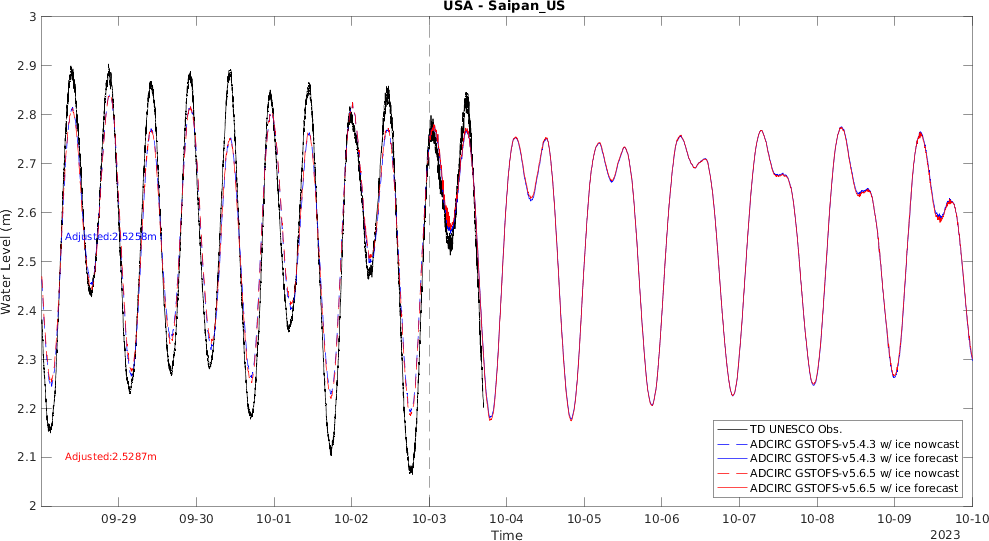 USA - Saipan_US
Water Level (m)
3
2.9
2.8
2.7
2.6
2.5
2.4
2.3
2.2
2.1
2
Adjusted:2.5258m
Adjusted:2.5287m
TD UNESCO Obs.
ADCIRC GSTOFS-v5.4.3 w/ ice nowcast
ADCIRC GSTOFS-v5.4.3 w/ ice forecast
ADCIRC GSTOFS-v5.6.5 w/ ice nowcast
ADCIRC GSTOFS-v5.6.5 w/ ice forecast
09-29 09-30 10-01 10-02 10-03 10-04 10-05 10-06 10-07 10-08 10-09 10-10
Time
2023